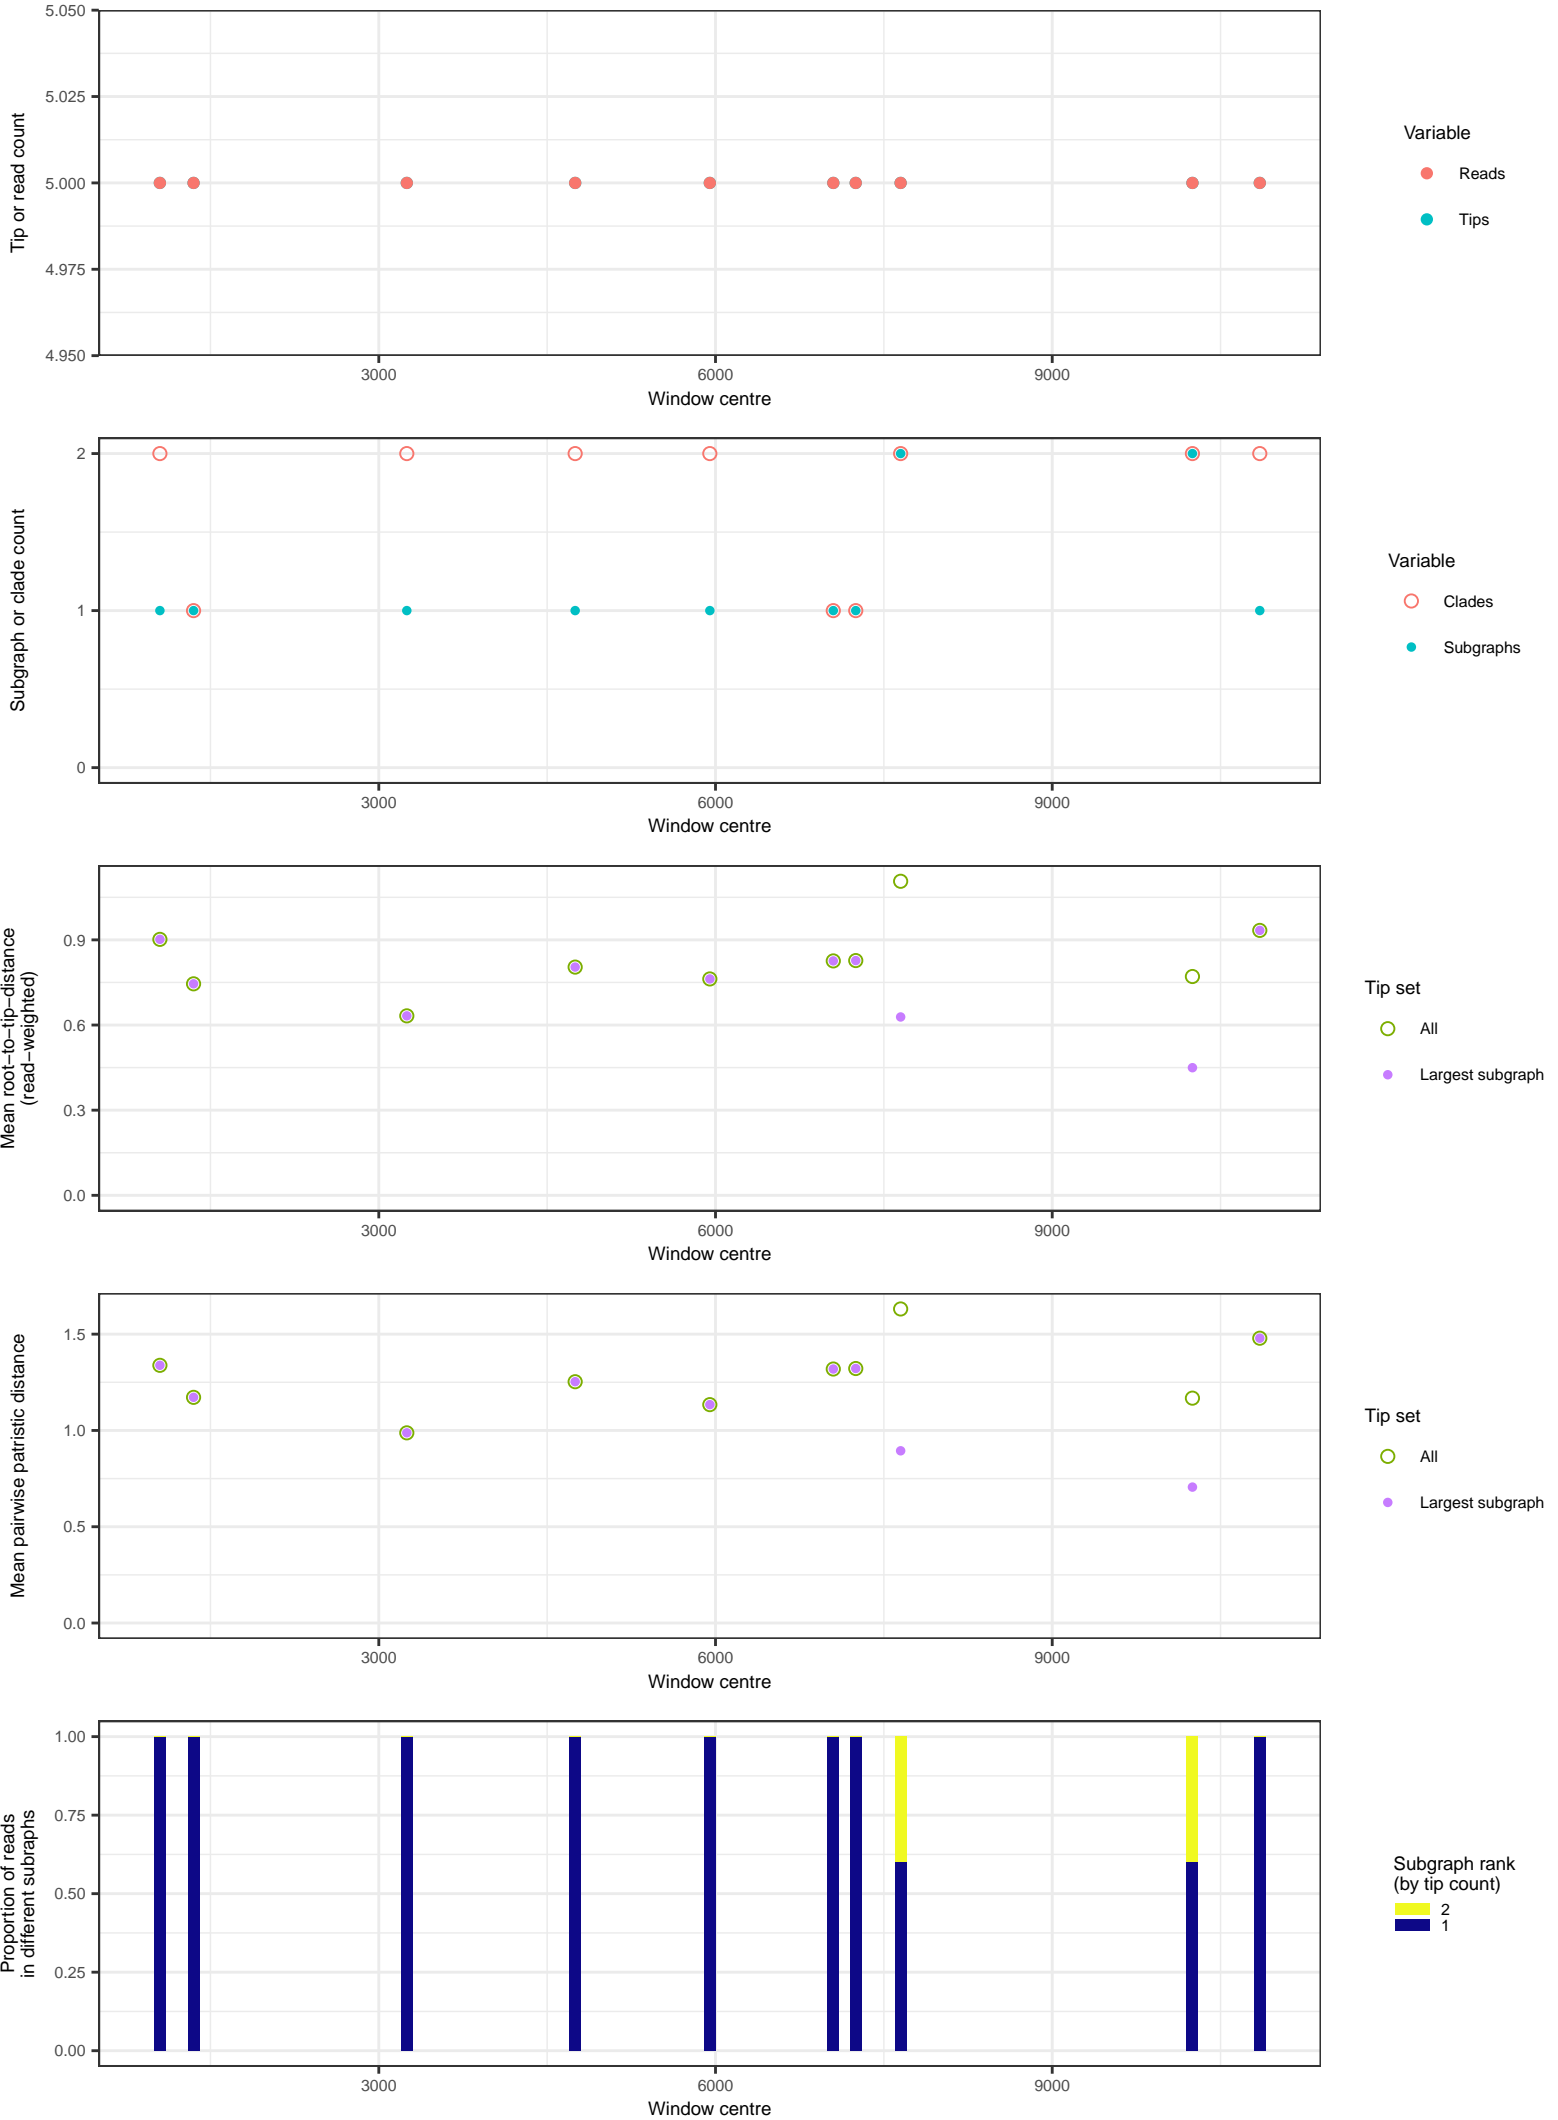 5.050
5.025
5.000
4.975
4.950
Tip or read count
3000 6000 9000
Window centre
Variable
Reads
Tips
2
1
0
Subgraph or clade count
3000 6000 9000
Window centre
Variable
Clades
Subgraphs
0.9
0.6
0.3
0.0
Mean root−to−tip−distance
(read−weighted)
3000 6000 9000
Window centre
Tip set
All
Largest subgraph
1.5
1.0
0.5
0.0
Mean pairwise patristic distance
3000 6000 9000
Window centre
Tip set
All
Largest subgraph
1.00
0.75
0.50
0.25
0.00
Proportion of reads
in different subraphs
3000 6000 9000
Window centre
Subgraph rank
(by tip count)
2
1